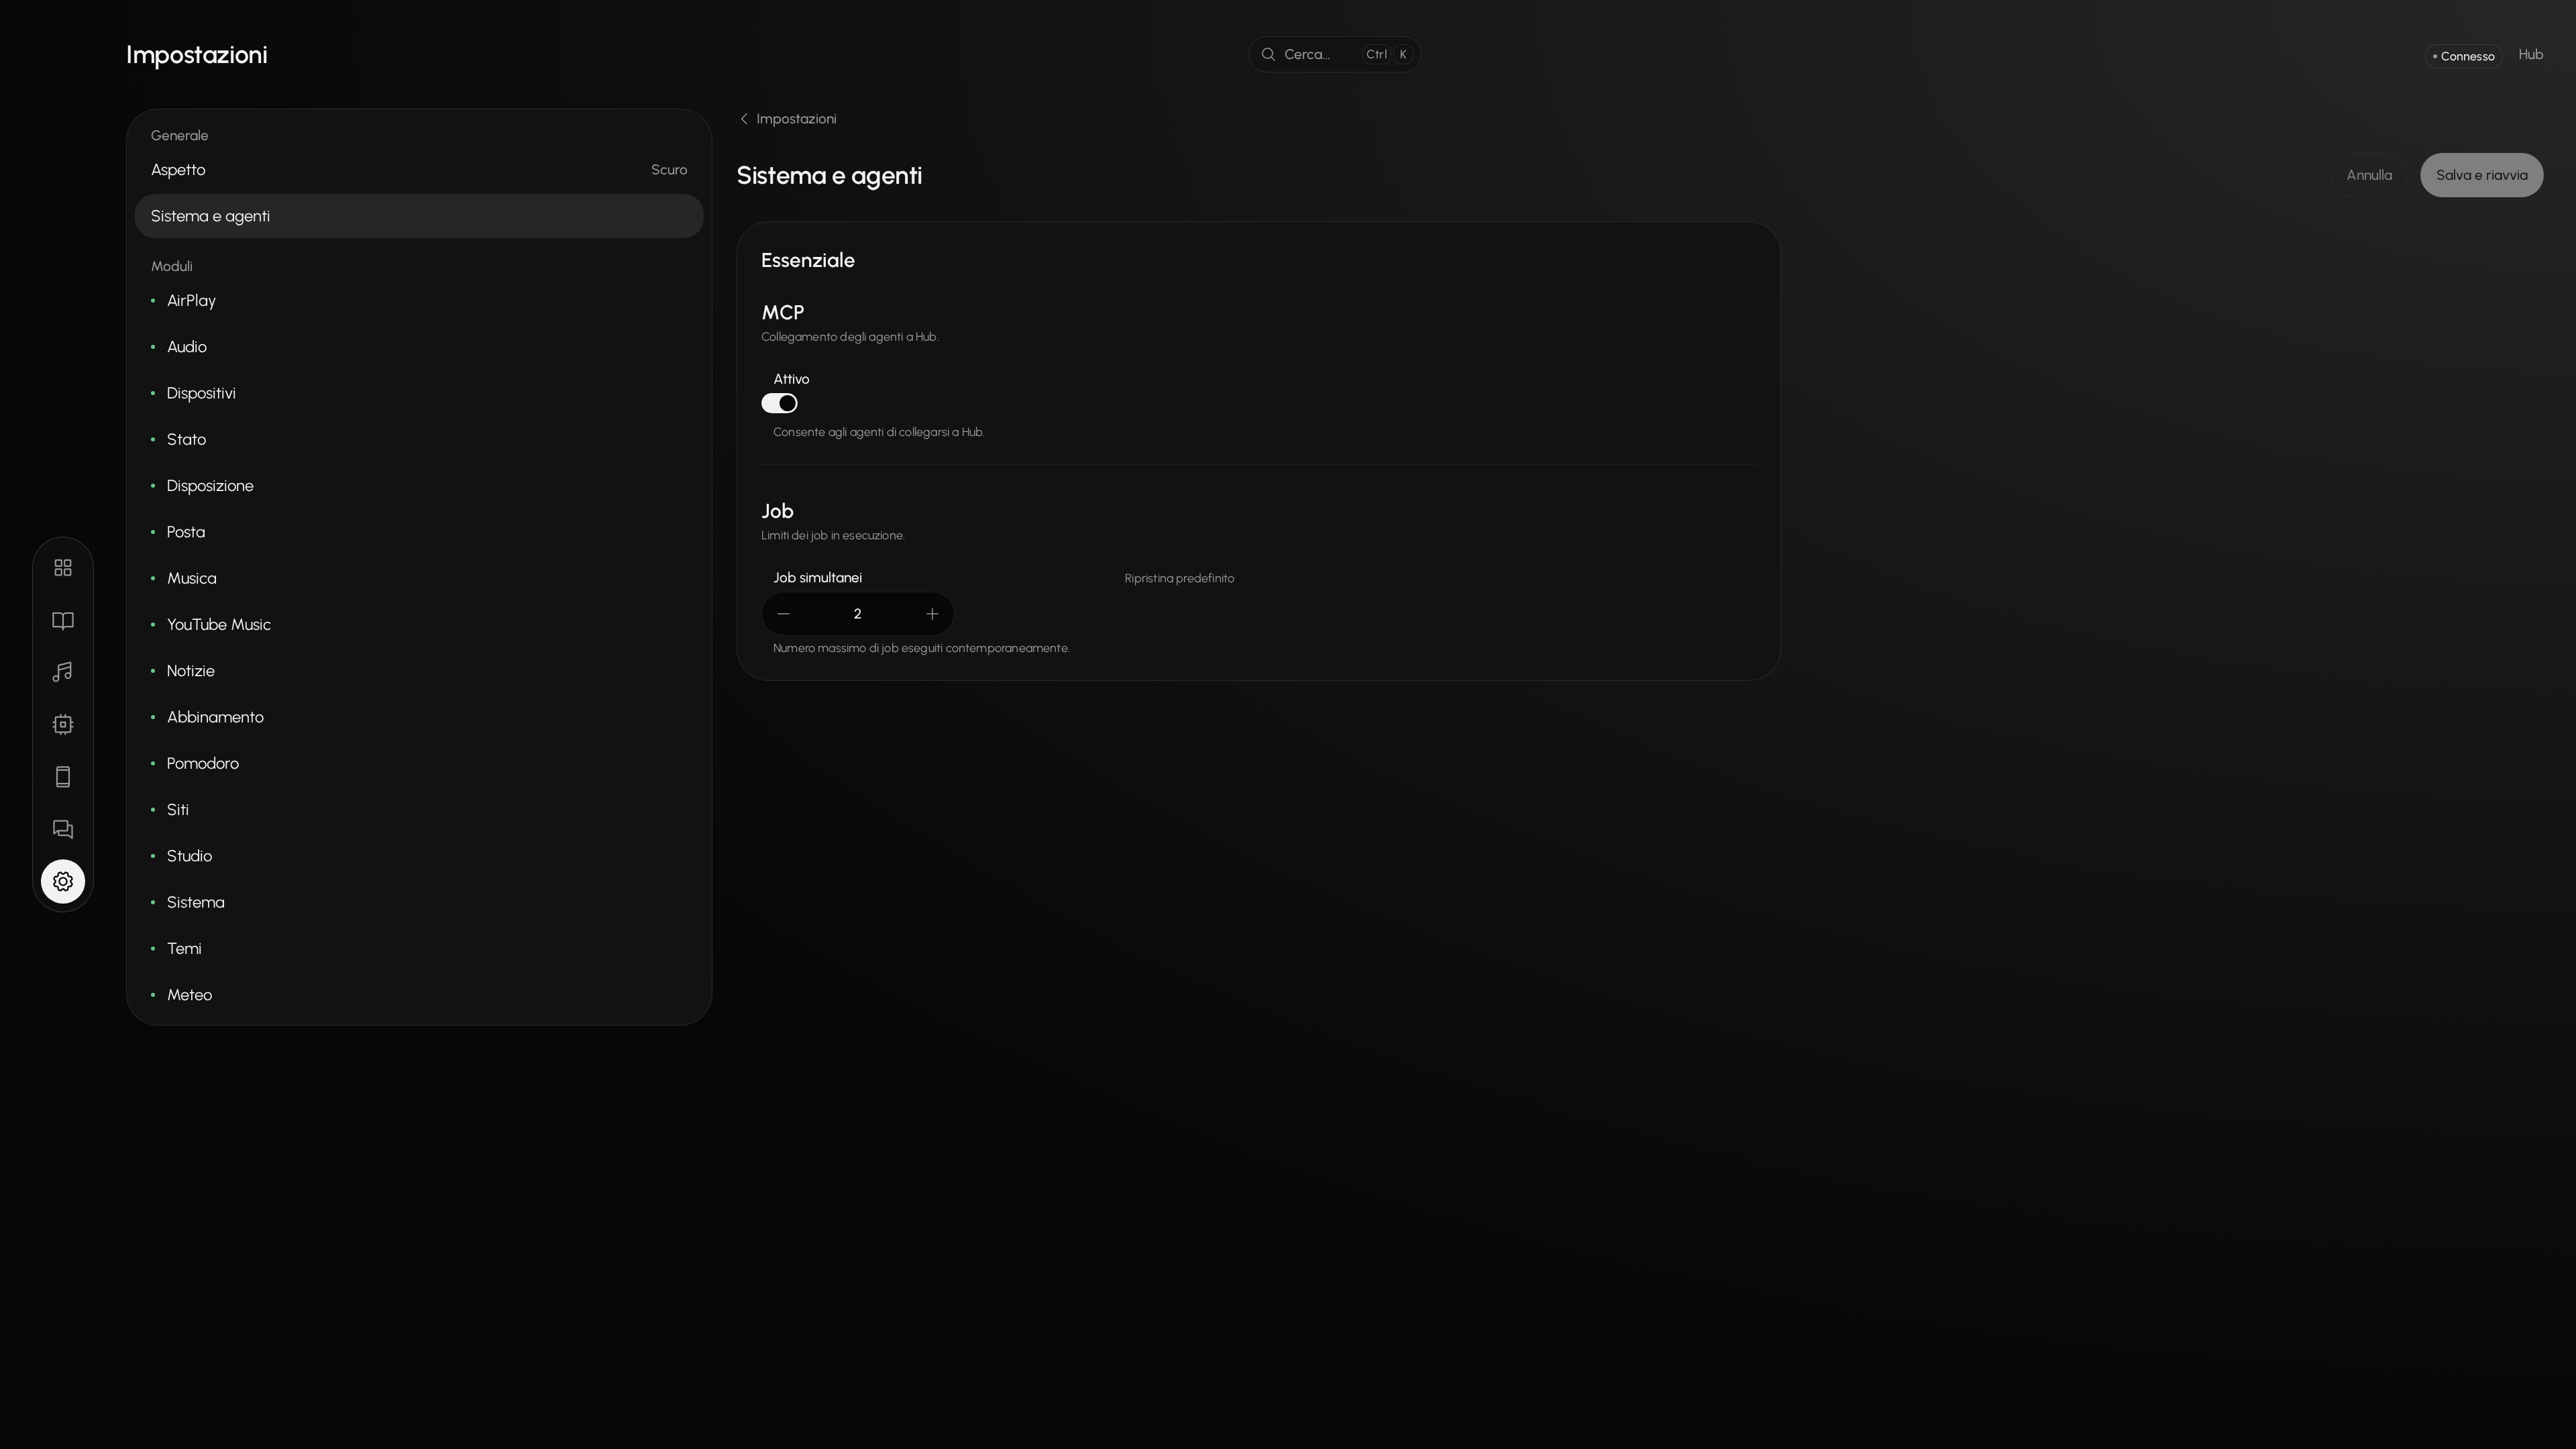 Impostazioni
Cerca...
Ctrl K
Connesso
Hub
Generale
Aspetto
Scuro
Sistema e agenti
Moduli
AirPlay
Audio
Dispositivi
Stato
Disposizione
Posta
Musica
YouTube Music
Notizie
Abbinamento
Pomodoro
Siti
Studio
Sistema
Temi
Meteo
Impostazioni
Sistema e agenti
Annulla
Salva e riavvia
Essenziale
MCP
Collegamento degli agenti a Hub.
Attivo
Consente agli agenti di collegarsi a Hub.
Job
Limiti dei job in esecuzione.
Job simultanei
Ripristina predefinito
2
Numero massimo di job eseguiti contemporaneamente.